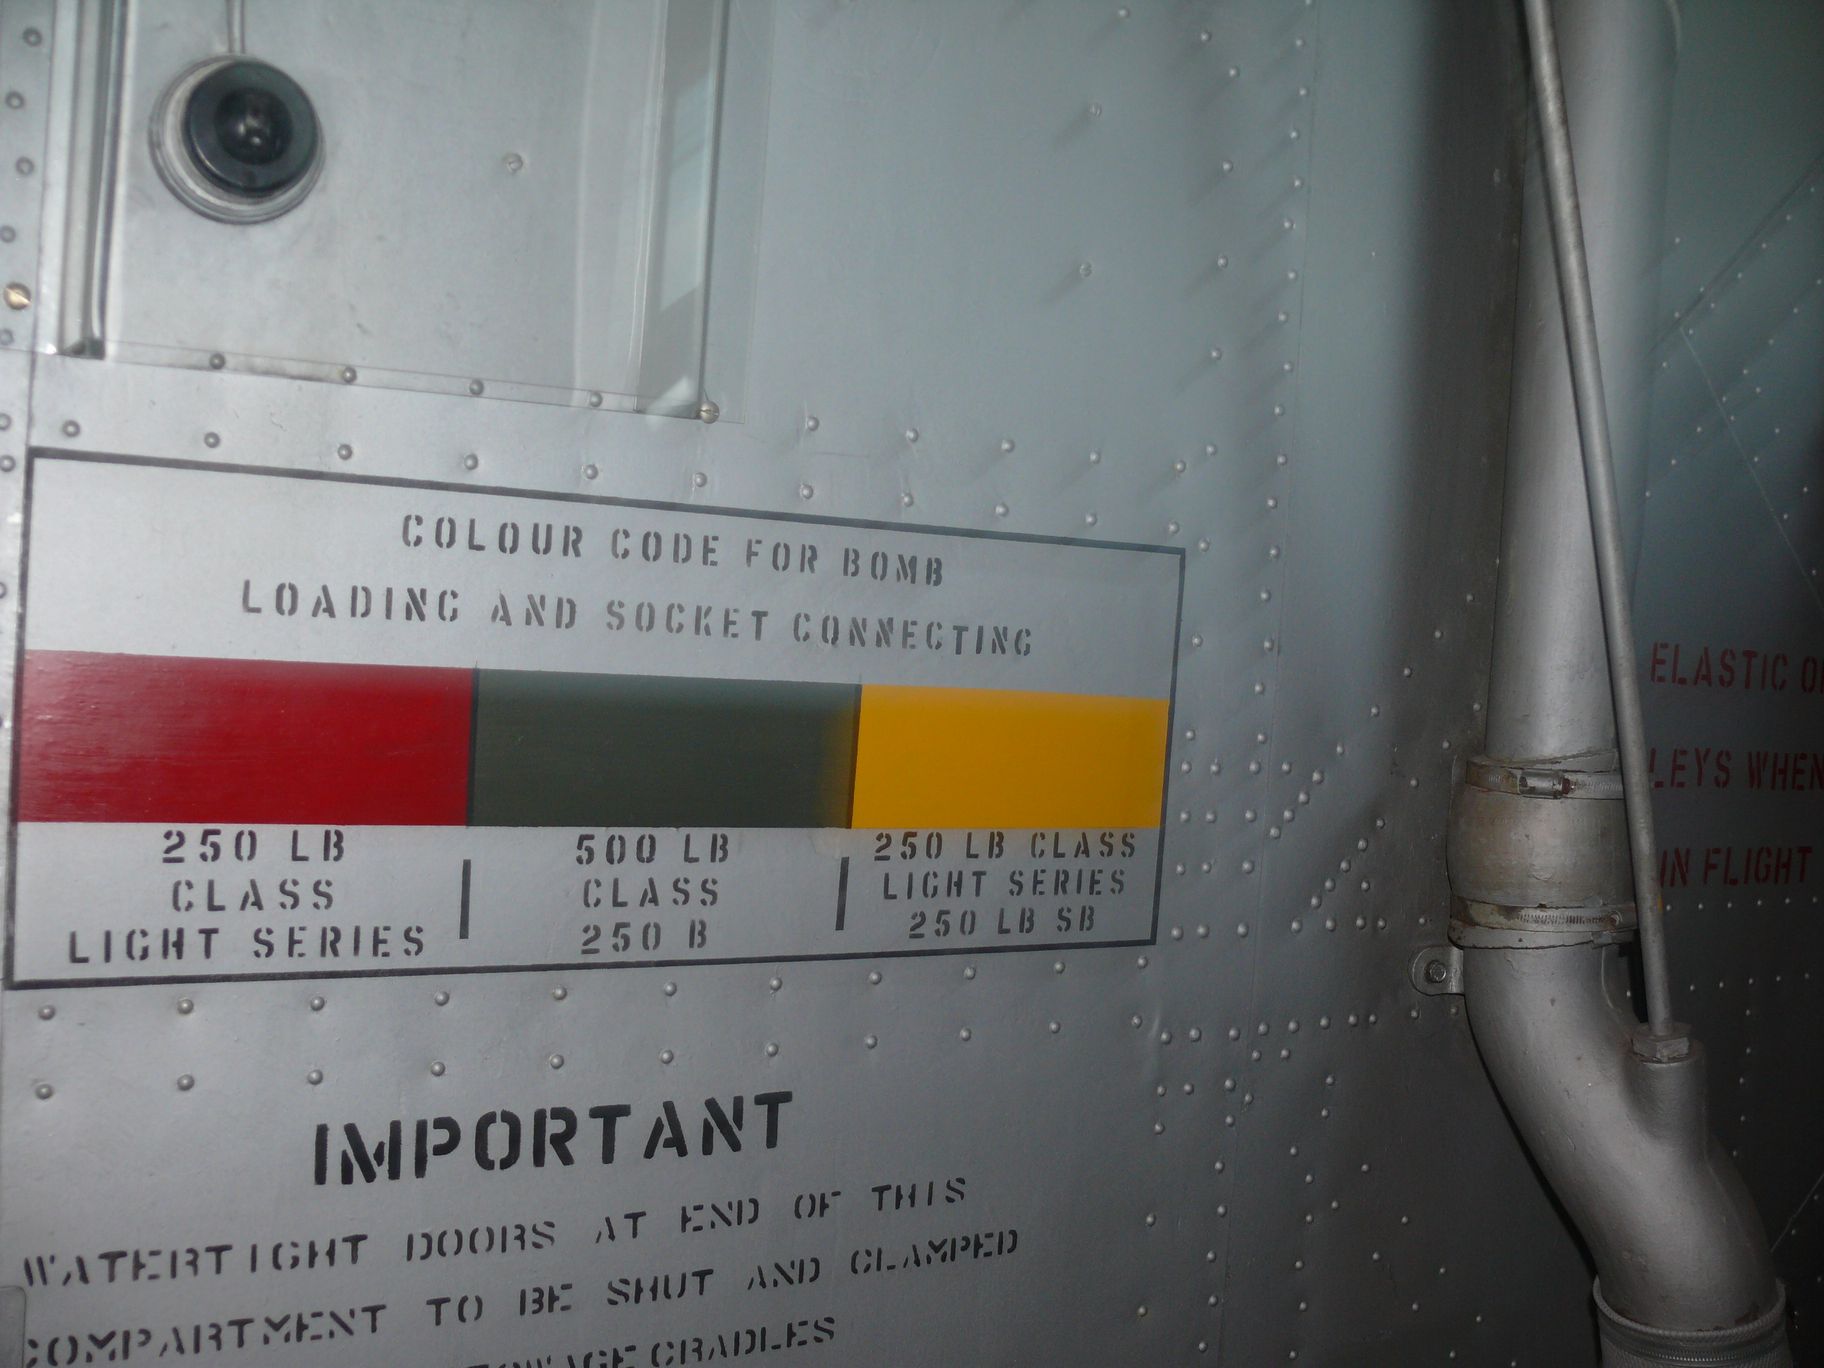 COLOUR CODE FOR BOMB
LOADING AND SOCKET CONNECTING
250 LB
CLASS
LIGHT SERIES
500 LB
CLASS
250 B
250 LB CLASS
LIGHT SERIES
250 LB SB
IMPORTANT
WATERTIGHT DOORS AT END OF THIS
COMPARTMENT TO BE SHUT AND CLAMPED
CRADLES
ELASTIC
WHEN
IN FLIGHT